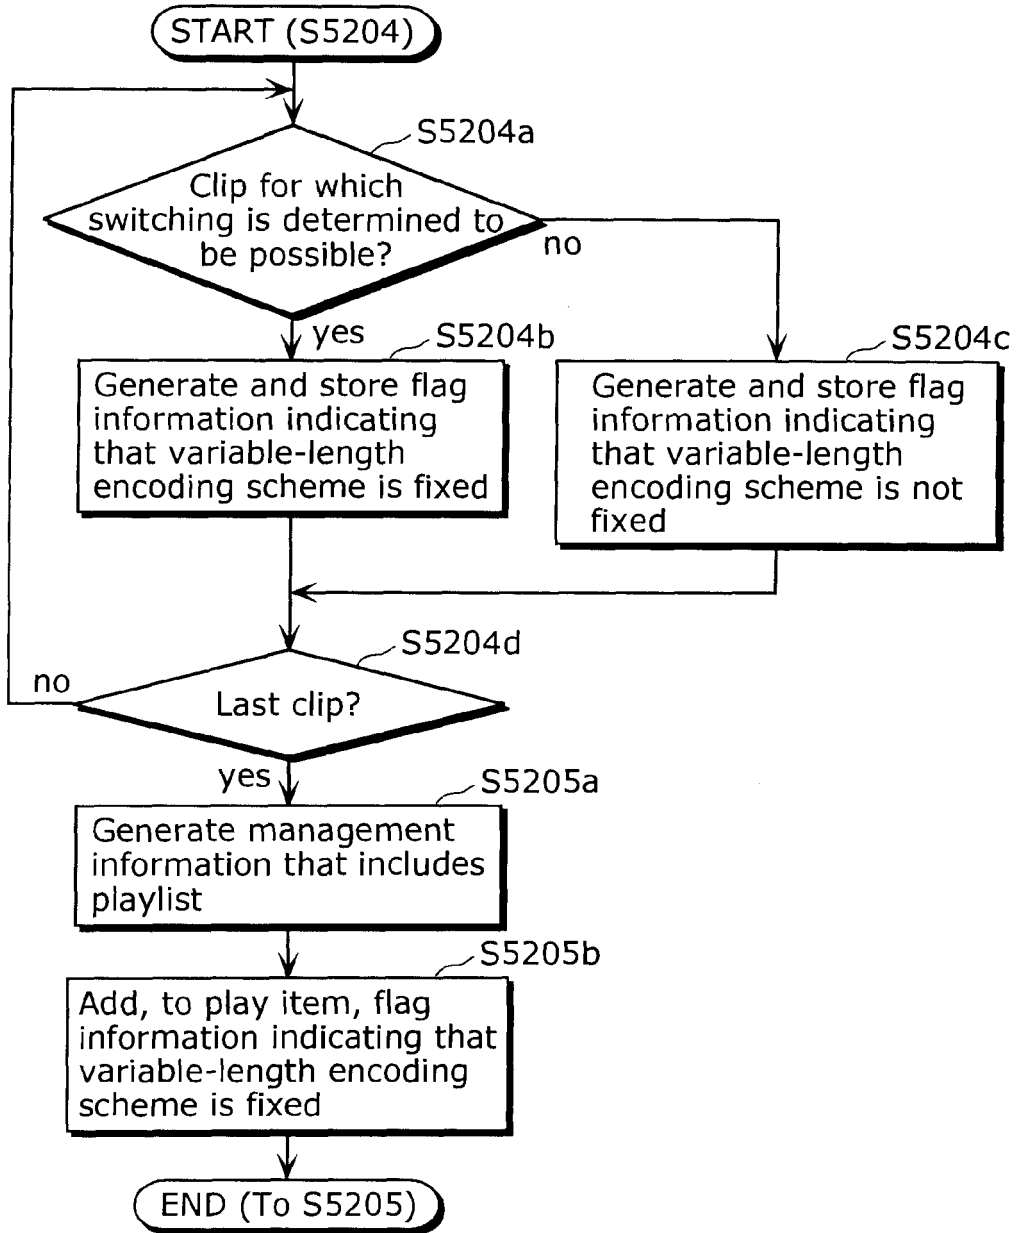 START (S5204)
S5204a
Clip for which
switching is determined to
be possible?
no
yes
S5204b
Generate and store flag
information indicating
that variable-length
encoding scheme is fixed
S5204c
Generate and store flag
information indicating
that variable-length
encoding scheme is not
fixed
S5204d
no
Last clip?
yes
S5205a
Generate management
information that includes
playlist
S5205b
Add, to play item, flag
information indicating that
variable-length encoding
scheme is fixed
END (To S5205)